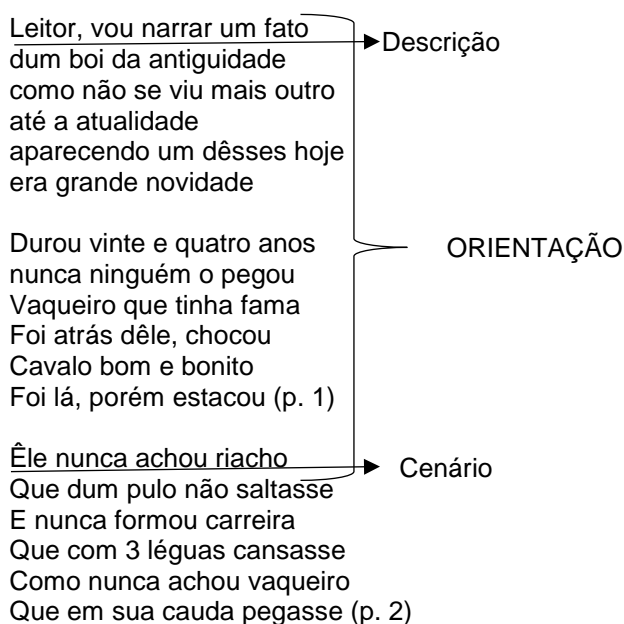 Leitor, vou narrar um fato
Descrição
dum boi da antiguidade
como não se viu mais outro
até a atualidade
aparecendo um dêsses hoje
era grande novidade
Durou vinte e quatro anos
ORIENTAÇÃO
nunca ninguém o pegou
Vaqueiro que tinha fama
Foi atrás dêle, chocou
Cavalo bom e bonito
Foi lá, porém estacou (p. 1)
Êle nunca achou riacho
Cenário
Que dum pulo não saltasse
E nunca formou carreira
Que com 3 léguas cansasse
Como nunca achou vaqueiro
Que em sua cauda pegasse (p. 2)